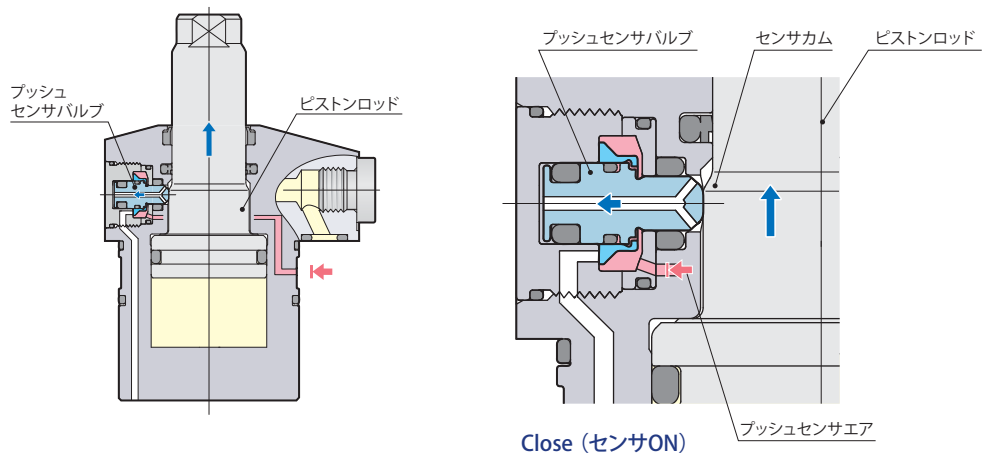 プッシュ
センサバルブ
ピストンロッド
プッシュセンサバルブ
センサカム
ピストンロッド
プッシュセンサエア
Close（センサON）